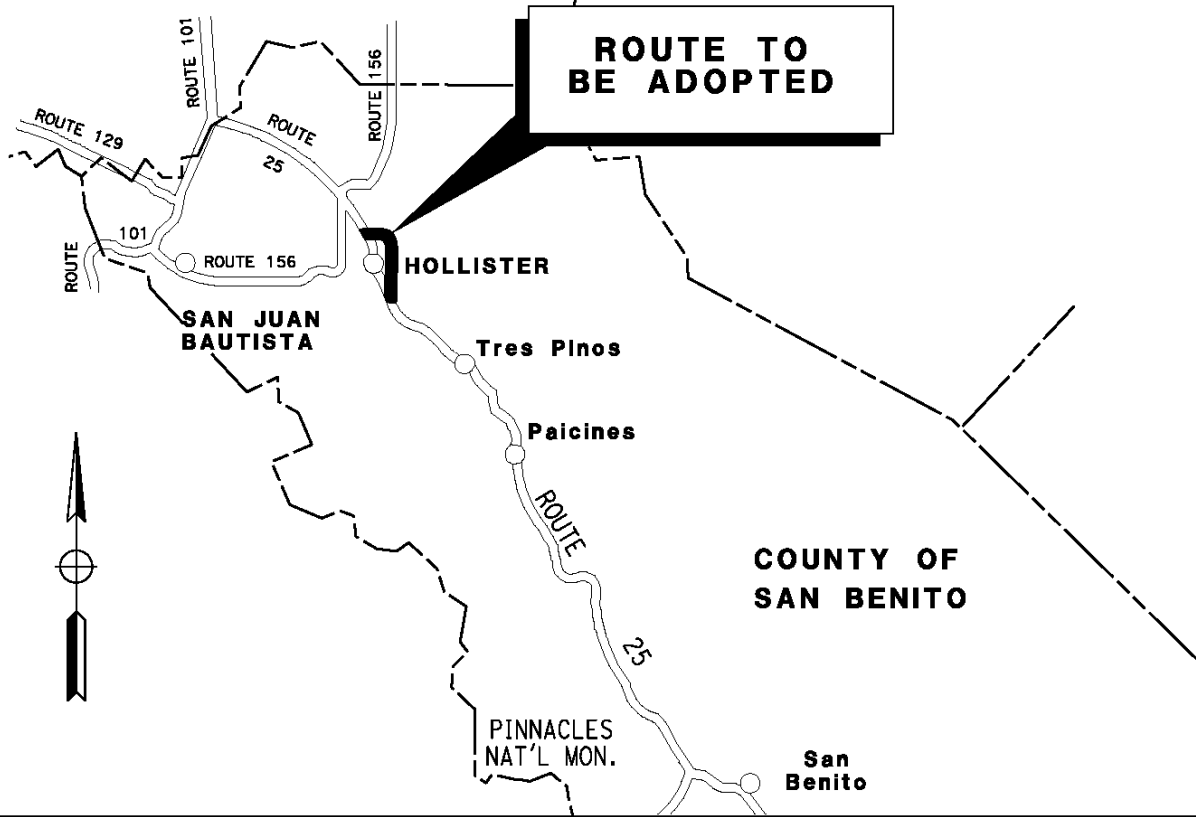 ROUTE TO
BE ADOPTED
ROUTE 101
ROUTE 156
ROUTE 129
ROUTE
25
101
ROUTE
ROUTE 156
HOLLISTER
SAN JUAN
BAUTISTA
Tres Pinos
Paicines
ROUTE
25
COUNTY OF
SAN BENITO
PINNACLES
NAT'L MON.
San
Benito